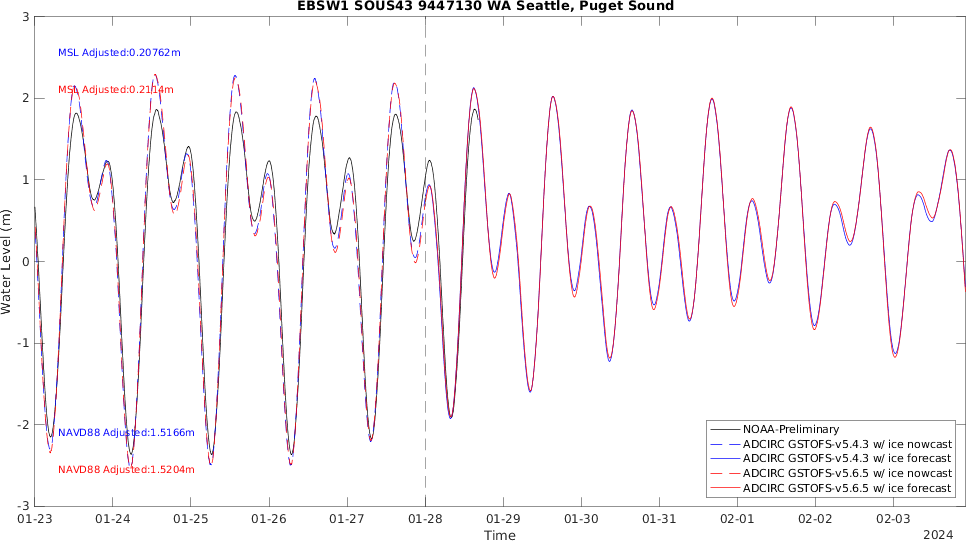 EBSW1 SOUS43 9447130 WA Seattle, Puget Sound
3
MSL Adjusted:0.20762m
2
MSL Adjusted:0.2114m
1
Water Level (m)
0
-1
-2
NAVD88 Adjusted:1.5166m
NAVD88 Adjusted:1.5204m
-3
NOAA-Preliminary
ADCIRC GSTOFS-v5.4.3 w/ ice nowcast
ADCIRC GSTOFS-v5.4.3 w/ ice forecast
ADCIRC GSTOFS-v5.6.5 w/ ice nowcast
ADCIRC GSTOFS-v5.6.5 w/ ice forecast
01-23 01-24 01-25 01-26 01-27 01-28 01-29 01-30 01-31 02-01 02-02 02-03
Time
2024